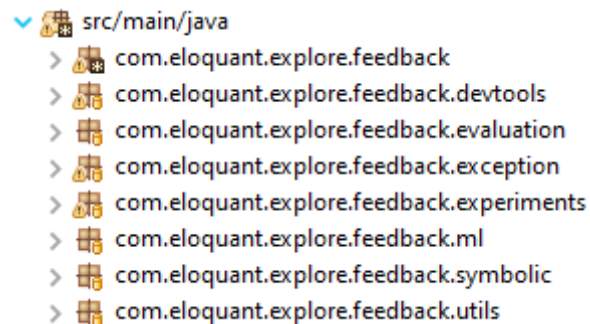 src/main/java
com.eloquant.explore.feedback
com.eloquant.explore.feedback.devtools
com.eloquant.explore.feedback.evaluation
com.eloquant.explore.feedback.exception
com.eloquant.explore.feedback.experiments
com.eloquant.explore.feedback.ml
com.eloquant.explore.feedback.symbolic
com.eloquant.explore.feedback.utils